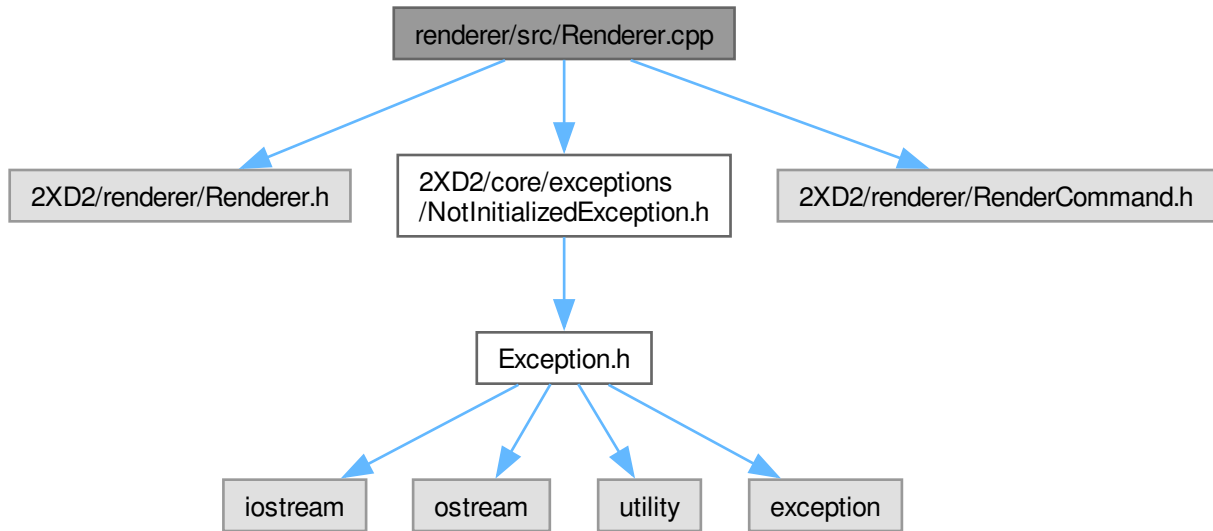 renderer/src/Renderer.cpp
2XD2/renderer/Renderer.h
2XD2/core/exceptions
/NotInitializedException.h
2XD2/renderer/RenderCommand.h
Exception.h
iostream
ostream
utility
exception